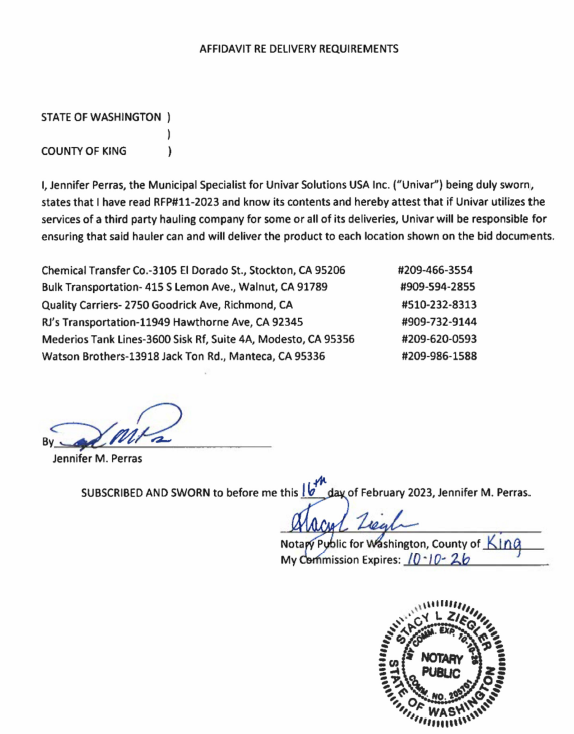 AFFIDAVIT RE DELIVERY REQUIREMENTS
STATE OF WASHINGTON )
)
COUNTY OF KING )
I, Jennifer Perras, the Municipal Specialist for Univar Solutions USA Inc. ("Univar") being duly sworn,
states that I have read RFP#11-2023 and know its contents and hereby attest that if Univar utilizes the
services of a third party hauling company for some or all of its deliveries, Univar will be responsible for
ensuring that said hauler can and will deliver the product to each location shown on the bid documents.
Chemical Transfer Co.-3105 El Dorado St., Stockton, CA 95206 #209-466-3554
Bulk Transportation- 415 S Lemon Ave., Walnut, CA 91789 #909-594-2855
Quality Carriers- 2750 Goodrick Ave, Richmond, CA #510-232-8313
RJ's Transportation-11949 Hawthorne Ave, CA 92345 #909-732-9144
Mederios Tank Lines-3600 Sisk Rf, Suite 4A, Modesto, CA 95356 #209-620-0593
Watson Brothers-13918 Jack Ton Rd., Manteca, CA 95336 #209-986-1588
By
Jennifer M. Perras
SUBSCRIBED AND SWORN to before me this 16th day of February 2023, Jennifer M. Perras.
Stacy L Ziegler
Notary Public for Washington, County of King
My Commission Expires: 10-10-26
STACY L ZIEGLER
MY COMM. EXP. 10-10-26
NOTARY
PUBLIC
COMM. NO. 205701
STATE OF WASHINGTON